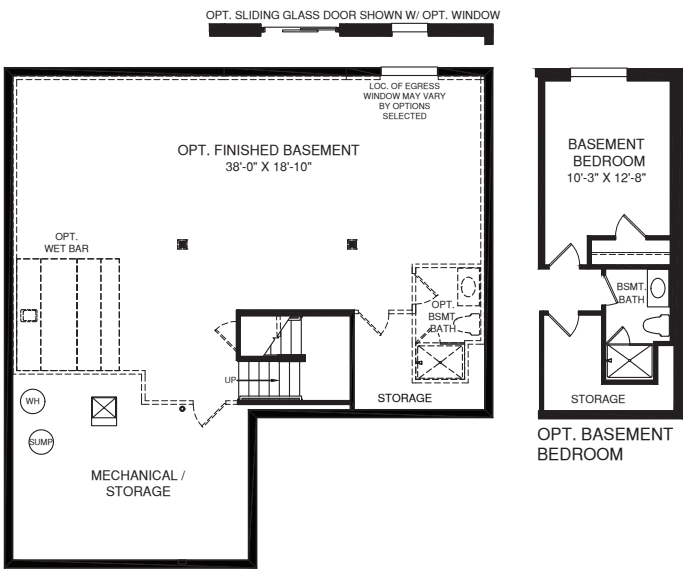 OPT. SLIDING GLASS DOOR SHOWN W/ OPT. WINDOW
LOC. OF EGRESS
WINDOW MAY VARY
BY OPTIONS
SELECTED
OPT. FINISHED BASEMENT
38'-0" X 18'-10"
OPT.
WET BAR
OPT.
BSMT.
BATH
UP
STORAGE
WH
SUMP
MECHANICAL /
STORAGE
BASEMENT
BEDROOM
10'-3" X 12'-8"
BSMT.
BATH
STORAGE
OPT. BASEMENT
BEDROOM